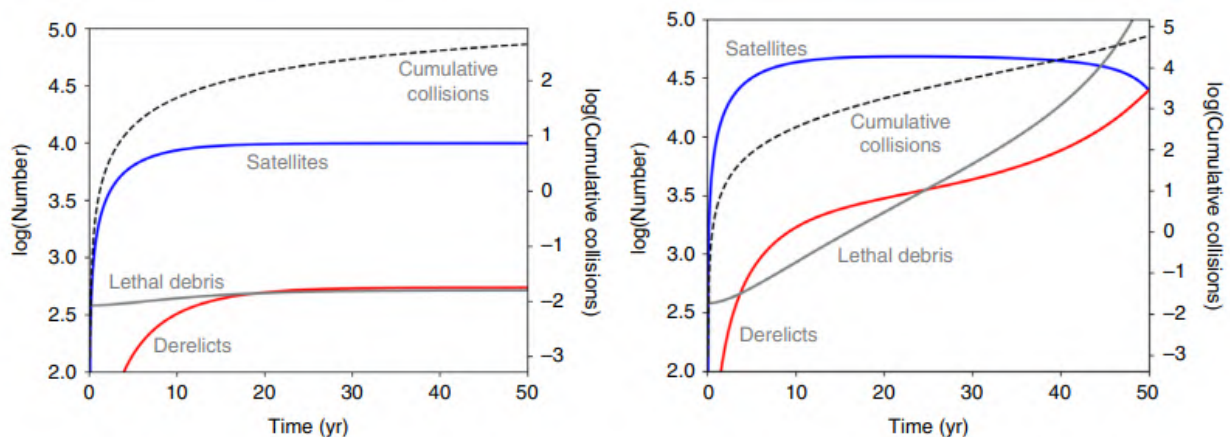 5.0
4.5
4.0
3.5
3.0
2.5
2.0
log(Number)
Cumulative
collisions
Satellites
Lethal debris
Derelicts
2
1
0
−1
−2
−3
log(Cumulative collisions)
0
10
20
30
40
50
Time (yr)
5.0
4.5
4.0
3.5
3.0
2.5
2.0
log(Number)
Satellites
Cumulative
collisions
Lethal debris
Derelicts
5
4
3
2
1
0
−1
−2
−3
log(Cumulative collisions)
0
10
20
30
40
50
Time (yr)